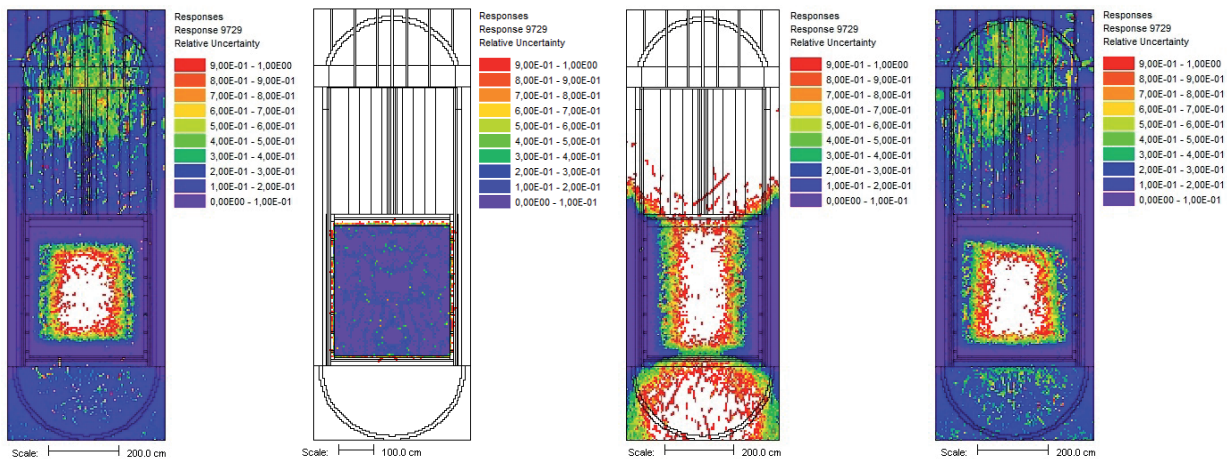 Responses
Response 9729
Relative Uncertainty
9,00E-01 - 1,00E00
8,00E-01 - 9,00E-01
7,00E-01 - 8,00E-01
6,00E-01 - 7,00E-01
5,00E-01 - 6,00E-01
4,00E-01 - 5,00E-01
3,00E-01 - 4,00E-01
2,00E-01 - 3,00E-01
1,00E-01 - 2,00E-01
0,00E00 - 1,00E-01
Scale: 200.0 cm
Responses
Response 9729
Relative Uncertainty
9,00E-01 - 1,00E00
8,00E-01 - 9,00E-01
7,00E-01 - 8,00E-01
6,00E-01 - 7,00E-01
5,00E-01 - 6,00E-01
4,00E-01 - 5,00E-01
3,00E-01 - 4,00E-01
2,00E-01 - 3,00E-01
1,00E-01 - 2,00E-01
0,00E00 - 1,00E-01
Scale: 100.0 cm
Responses
Response 9729
Relative Uncertainty
9,00E-01 - 1,00E00
8,00E-01 - 9,00E-01
7,00E-01 - 8,00E-01
6,00E-01 - 7,00E-01
5,00E-01 - 6,00E-01
4,00E-01 - 5,00E-01
3,00E-01 - 4,00E-01
2,00E-01 - 3,00E-01
1,00E-01 - 2,00E-01
0,00E00 - 1,00E-01
Scale: 200.0 cm
Responses
Response 9729
Relative Uncertainty
9,00E-01 - 1,00E00
8,00E-01 - 9,00E-01
7,00E-01 - 8,00E-01
6,00E-01 - 7,00E-01
5,00E-01 - 6,00E-01
4,00E-01 - 5,00E-01
3,00E-01 - 4,00E-01
2,00E-01 - 3,00E-01
1,00E-01 - 2,00E-01
0,00E00 - 1,00E-01
Scale: 200.0 cm